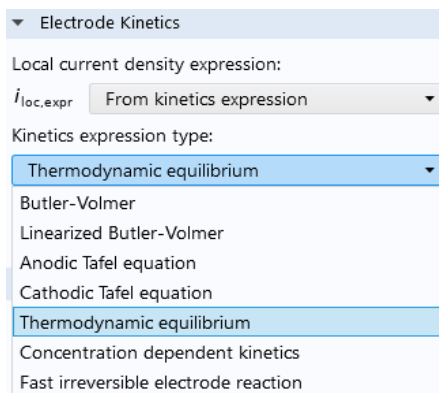 Electrode Kinetics
Local current density expression:
iloc,expr From kinetics expression
Kinetics expression type:
Thermodynamic equilibrium
Butler-Volmer
Linearized Butler-Volmer
Anodic Tafel equation
Cathodic Tafel equation
Thermodynamic equilibrium
Concentration dependent kinetics
Fast irreversible electrode reaction